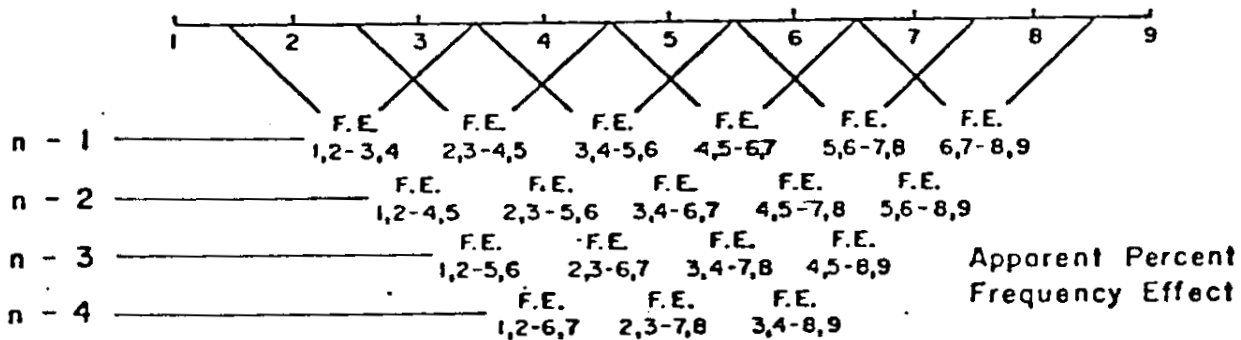 1 2 3 4 5 6 7 8 9
F.E. F.E. F.E. F.E. F.E. F.E.
n - 1 1,2-3,4 2,3-4,5 3,4-5,6 4,5-6,7 5,6-7,8 6,7-8,9
F.E. F.E. F.E. F.E. F.E.
n - 2 1,2-4,5 2,3-5,6 3,4-6,7 4,5-7,8 5,6-8,9
F.E. F.E. F.E. F.E.
n - 3 1,2-5,6 2,3-6,7 3,4-7,8 4,5-8,9 Apparent Percent
F.E. F.E. F.E. Frequency Effect
n - 4 1,2-6,7 2,3-7,8 3,4-8,9